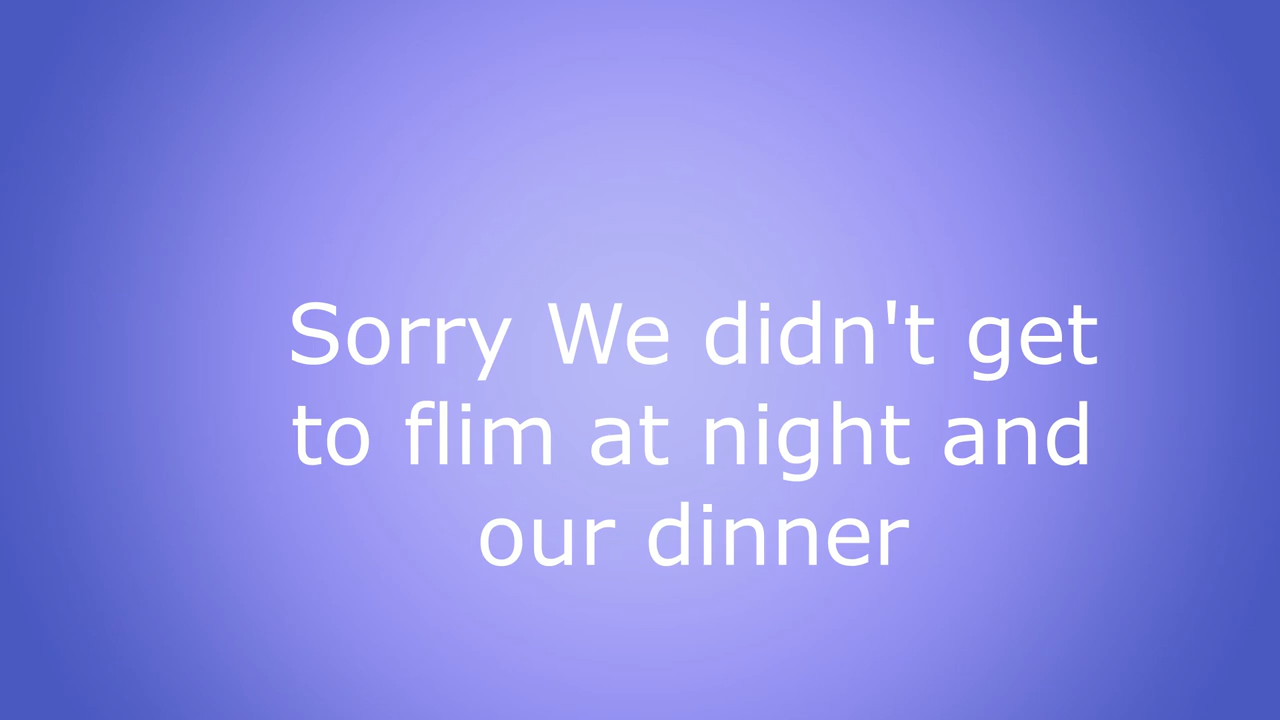 Sorry We didn't get
to flim at night and
our dinner